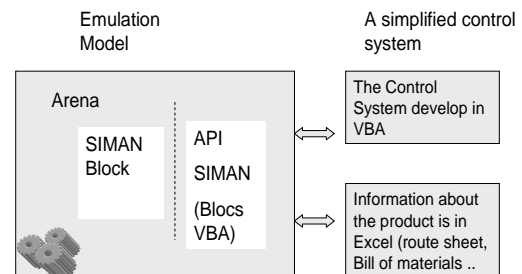 Emulation
Model
A simplified control
system
Arena
SIMAN
Block
API
SIMAN
(Blocs
VBA)
The Control
System develop in
VBA
Information about
the product is in
Excel (route sheet,
Bill of materials ..